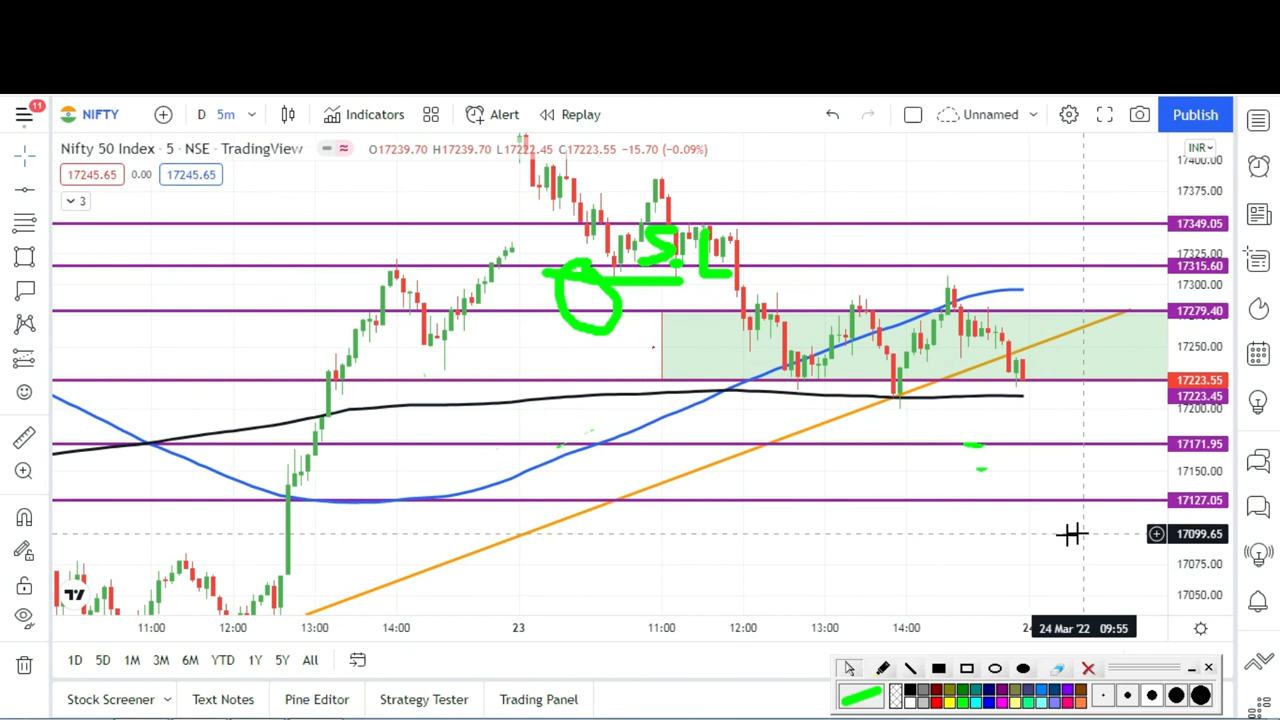 11
NIFTY
D 5m
Indicators
Alert
Replay
Unnamed
Publish
Nifty 50 Index · 5 · NSE · TradingView
O17239.70 H17239.70 L17222.45 C17223.55 −15.70 (−0.09%)
INR
17245.65 0.00 17245.65
3
17400.00
17375.00
17349.05
17325.00
17315.60
17300.00
17279.40
17250.00
17223.55
17223.45
17200.00
17171.95
17150.00
17127.05
17099.65
17075.00
17050.00
SL
11:00 12:00 13:00 14:00 23 11:00 12:00 13:00 14:00 24 Mar '22 09:55
1D 5D 1M 3M 6M YTD 1Y 5Y All
Stock Screener Text Notes Pine Editor Strategy Tester Trading Panel